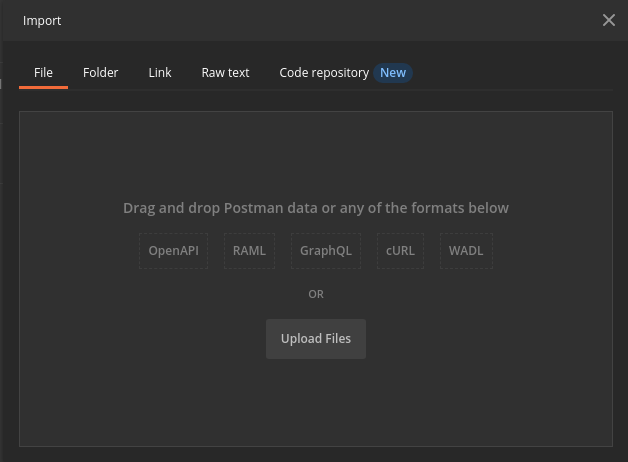 Import
File Folder Link Raw text Code repository New
Drag and drop Postman data or any of the formats below
OpenAPI RAML GraphQL cURL WADL
OR
Upload Files